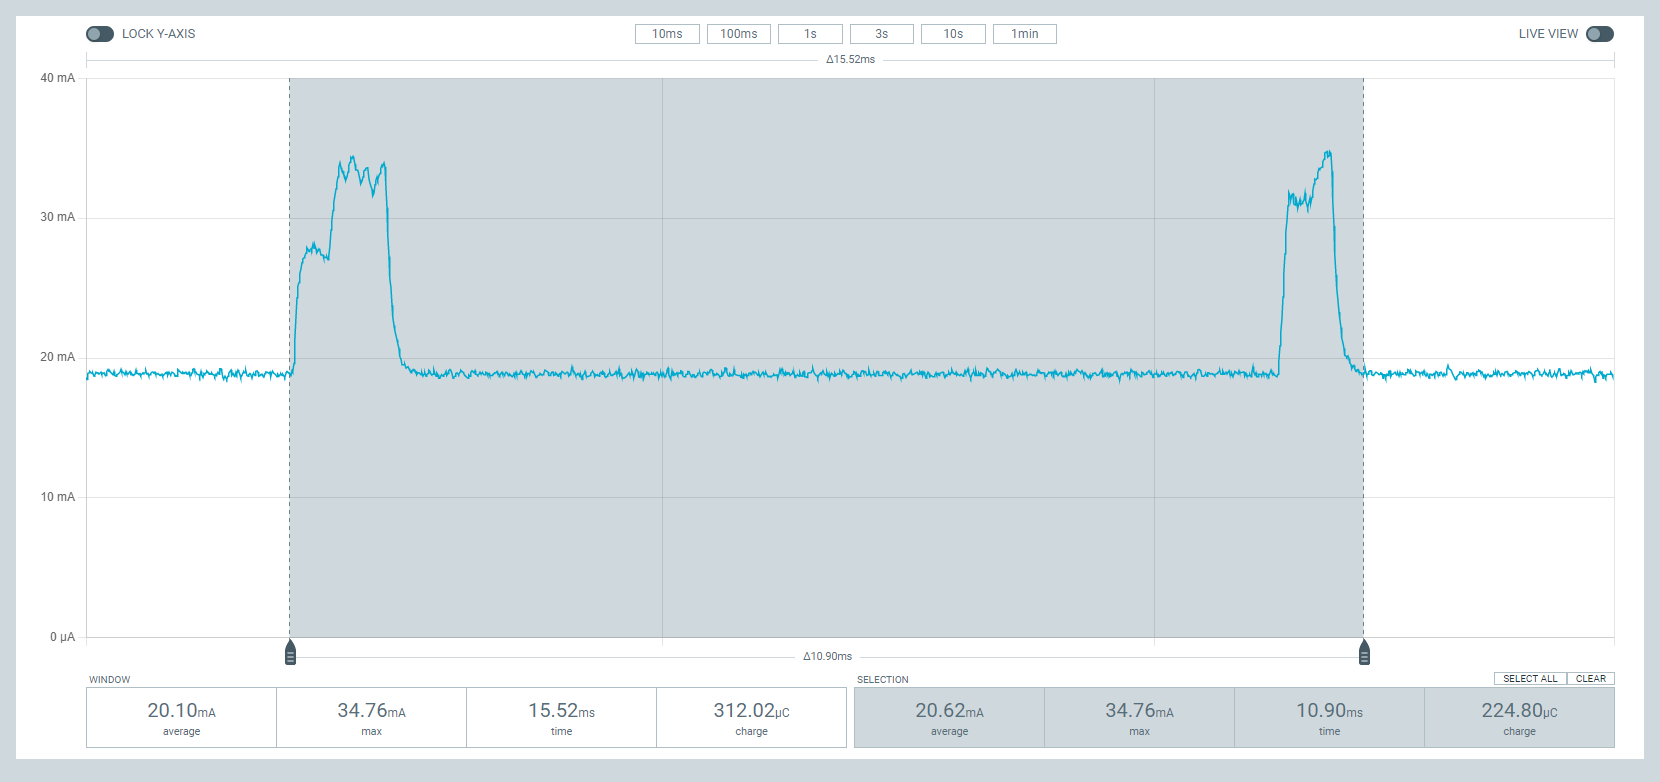 LOCK Y-AXIS
10ms 100ms 1s 3s 10s 1min
LIVE VIEW
Δ15.52ms
40 mA
30 mA
20 mA
10 mA
0 µA
Δ10.90ms
WINDOW
20.10mA 34.76mA 15.52ms 312.02µC
average max time charge
SELECTION
SELECT ALL CLEAR
20.62mA 34.76mA 10.90ms 224.80µC
average max time charge